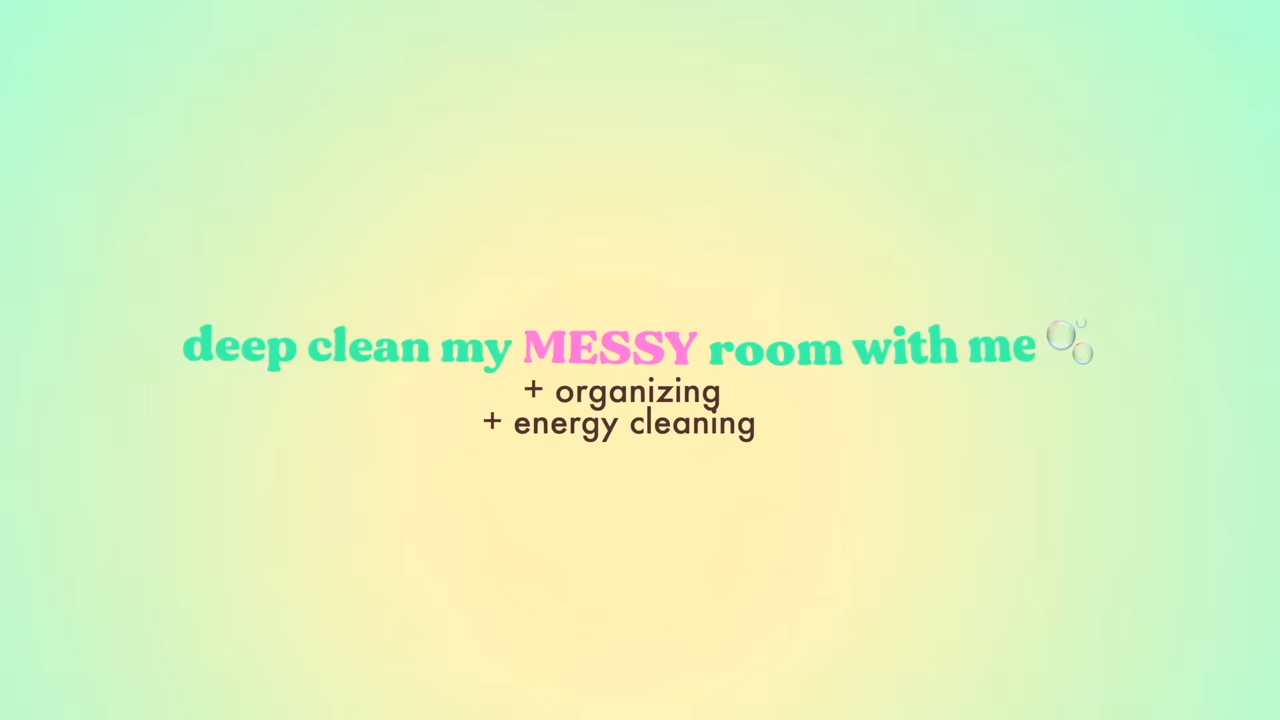 deep clean my MESSY room with me 🫧
+ organizing
+ energy cleaning